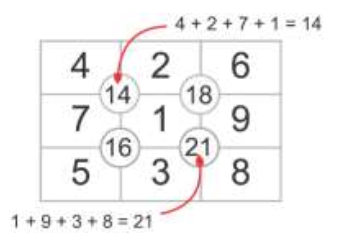 4 + 2 + 7 + 1 = 14
4 2 6
14 18
7 1 9
16 21
5 3 8
1 + 9 + 3 + 8 = 21